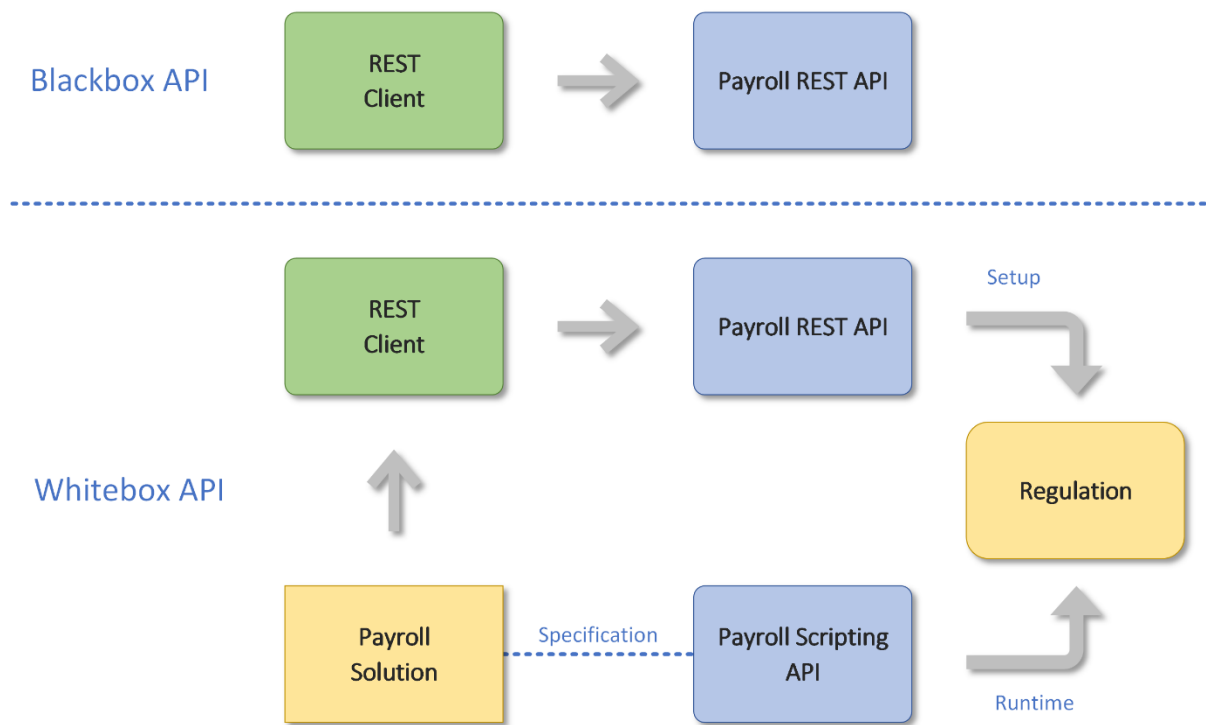 Blackbox API
REST
Client
Payroll REST API
Whitebox API
REST
Client
Payroll REST API
Setup
Regulation
Payroll
Solution
Specification
Payroll Scripting
API
Runtime